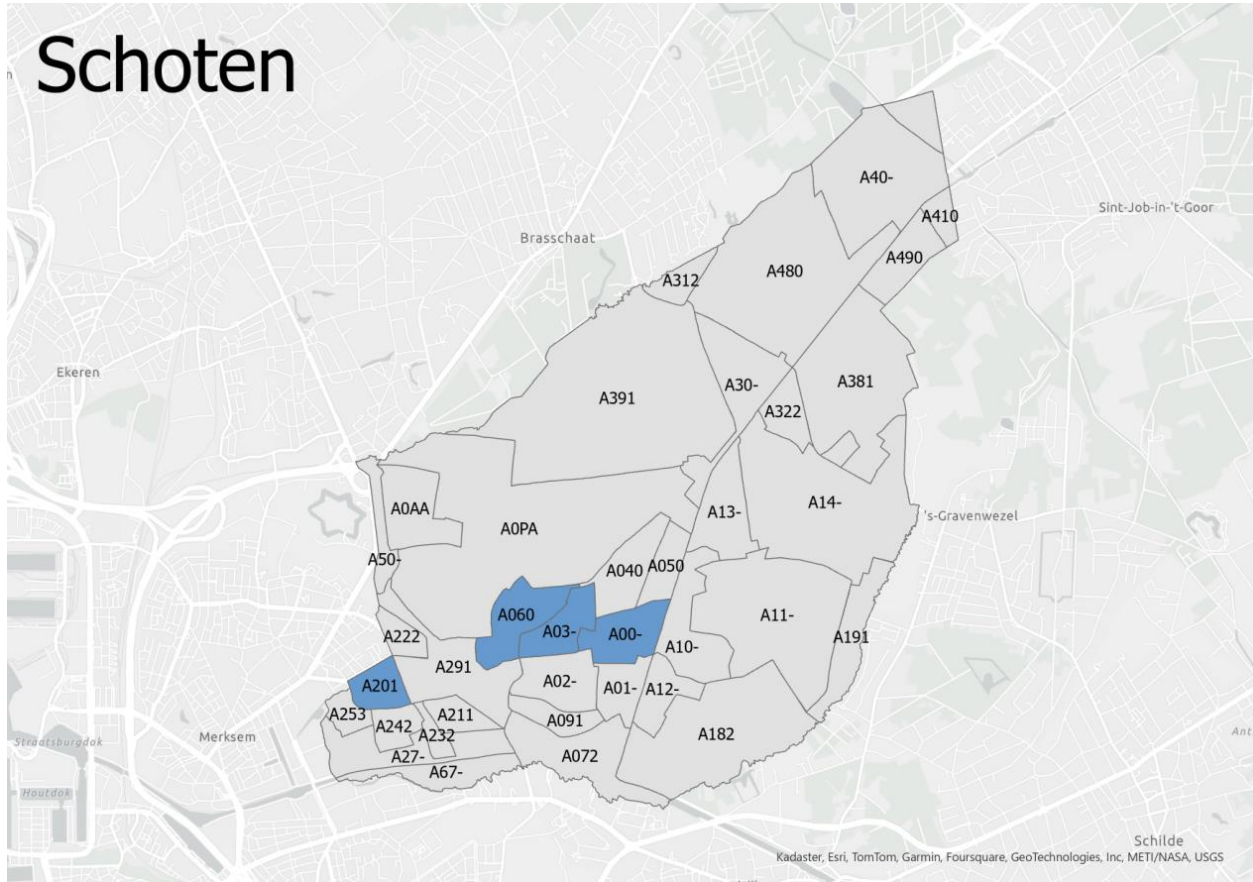 Schoten
A40-
Sint-Job-in-'t-Goor
A410
Brasschaat
A490
A480
A312
Ekeren
A30-
A381
A391
A322
A0AA
A14-
A13-
's-Gravenwezel
A0PA
A50-
A040
A050
A060
A11-
A03-
A00-
A222
A191
A10-
A291
A201
A02-
A01-
A12-
A253
A211
A242
A091
A232
A182
Merksem
Straatsburgdok
A27-
A072
A67-
Houtdok
Schilde
Kadaster, Esri, TomTom, Garmin, Foursquare, GeoTechnologies, Inc, METI/NASA, USGS